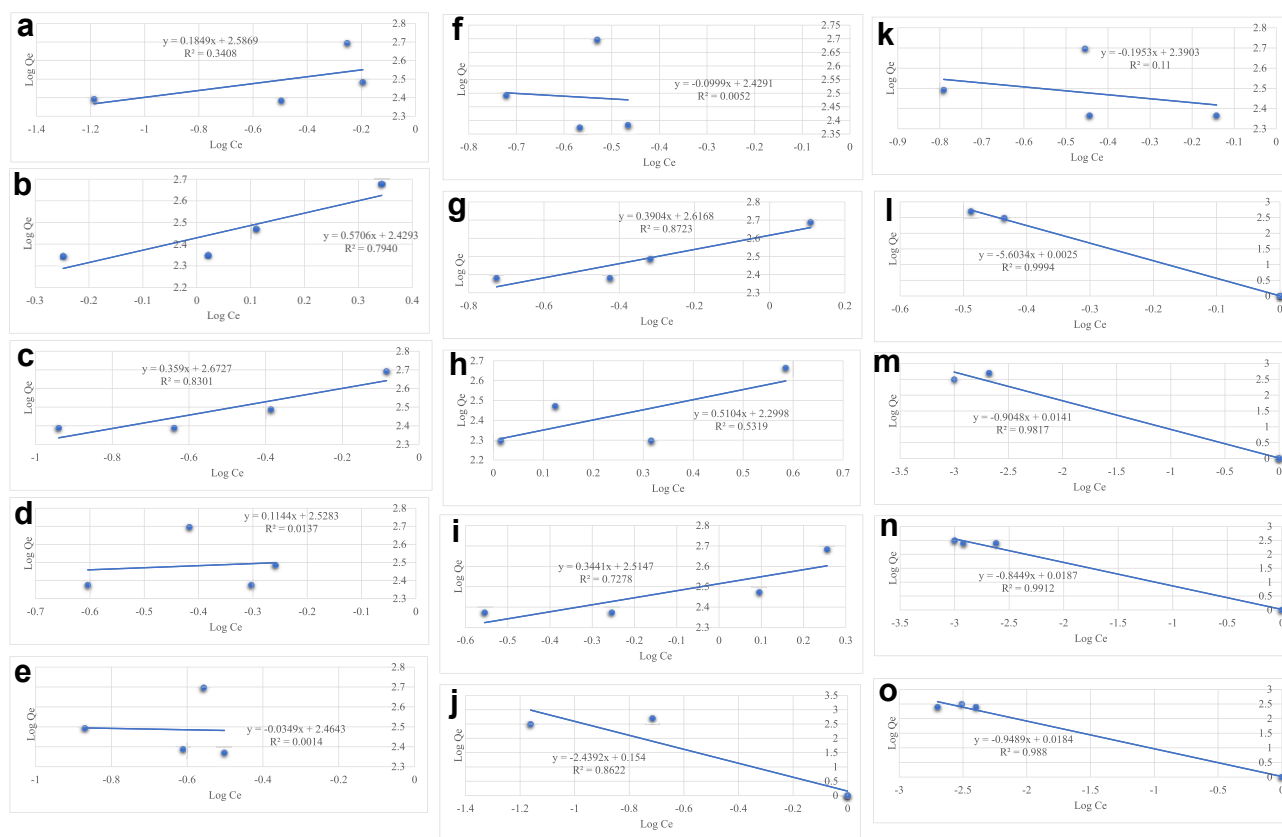 a
y = 0.1849x + 2.5869
R² = 0.3408
Log Qe
2.8
2.7
2.6
2.5
2.4
2.3
-1.4 -1.2 -1 -0.8 -0.6 -0.4 -0.2 0
Log Ce
b
y = 0.5706x + 2.4293
R² = 0.7940
Log Qe
2.7
2.6
2.5
2.4
2.3
2.2
-0.3 -0.2 -0.1 0 0.1 0.2 0.3 0.4
Log Ce
c
y = 0.359x + 2.6727
R² = 0.8301
Log Qe
2.8
2.7
2.6
2.5
2.4
2.3
-1 -0.8 -0.6 -0.4 -0.2 0
Log Ce
d
y = 0.1144x + 2.5283
R² = 0.0137
Log Qe
2.8
2.7
2.6
2.5
2.4
2.3
-0.7 -0.6 -0.5 -0.4 -0.3 -0.2 -0.1 0
Log Ce
e
y = -0.0349x + 2.4643
R² = 0.0014
Log Qe
2.8
2.7
2.6
2.5
2.4
2.3
-1 -0.8 -0.6 -0.4 -0.2 0
Log Ce
f
y = -0.0999x + 2.4291
R² = 0.0052
Log Qe
2.75
2.7
2.65
2.6
2.55
2.5
2.45
2.4
2.35
-0.8 -0.7 -0.6 -0.5 -0.4 -0.3 -0.2 -0.1 0
Log Ce
g
y = 0.3904x + 2.6168
R² = 0.8723
Log Qe
2.8
2.7
2.6
2.5
2.4
2.3
-0.8 -0.6 -0.4 -0.2 0 0.2
Log Ce
h
y = 0.5104x + 2.2998
R² = 0.5319
Log Qe
2.7
2.6
2.5
2.4
2.3
2.2
0 0.1 0.2 0.3 0.4 0.5 0.6 0.7
Log Ce
i
y = 0.3441x + 2.5147
R² = 0.7278
Log Qe
2.8
2.7
2.6
2.5
2.4
2.3
-0.6 -0.5 -0.4 -0.3 -0.2 -0.1 0 0.1 0.2 0.3
Log Ce
j
y = -2.4392x + 0.154
R² = 0.8622
Log Qe
3.5
3
2.5
2
1.5
1
0.5
0
-1.4 -1.2 -1 -0.8 -0.6 -0.4 -0.2 0
Log Ce
k
y = -0.1953x + 2.3903
R² = 0.11
Log Qe
2.8
2.7
2.6
2.5
2.4
2.3
-0.9 -0.8 -0.7 -0.6 -0.5 -0.4 -0.3 -0.2 -0.1 0
Log Ce
l
y = -5.6034x + 0.0025
R² = 0.9994
Log Qe
3
2.5
2
1.5
1
0.5
0
-0.6 -0.5 -0.4 -0.3 -0.2 -0.1 0
Log Ce
m
y = -0.9048x + 0.0141
R² = 0.9817
Log Qe
3
2.5
2
1.5
1
0.5
0
-3.5 -3 -2.5 -2 -1.5 -1 -0.5 0
Log Ce
n
y = -0.8449x + 0.0187
R² = 0.9912
Log Qe
3
2.5
2
1.5
1
0.5
0
-3.5 -3 -2.5 -2 -1.5 -1 -0.5 0
Log Ce
o
y = -0.9489x + 0.0184
R² = 0.988
Log Qe
3
2.5
2
1.5
1
0.5
0
-3 -2.5 -2 -1.5 -1 -0.5 0
Log Ce